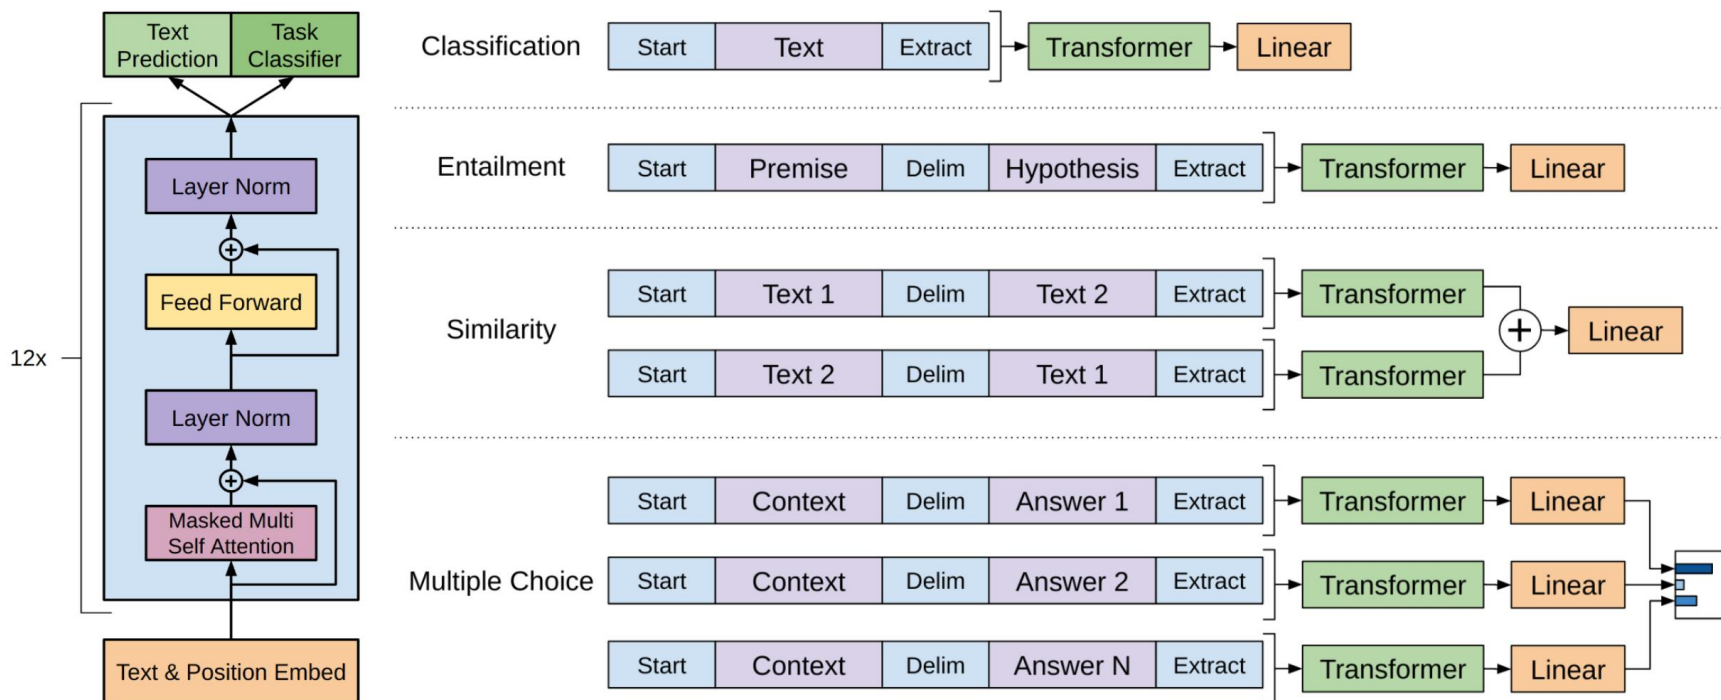 Text
Prediction
Task
Classifier
Layer Norm
+
Feed Forward
12x
Layer Norm
+
Masked Multi
Self Attention
Text & Position Embed
Classification
Start Text Extract Transformer Linear
Entailment
Start Premise Delim Hypothesis Extract Transformer Linear
Similarity
Start Text 1 Delim Text 2 Extract Transformer
+ Linear
Start Text 2 Delim Text 1 Extract Transformer
Multiple Choice
Start Context Delim Answer 1 Extract Transformer Linear
Start Context Delim Answer 2 Extract Transformer Linear
Start Context Delim Answer N Extract Transformer Linear